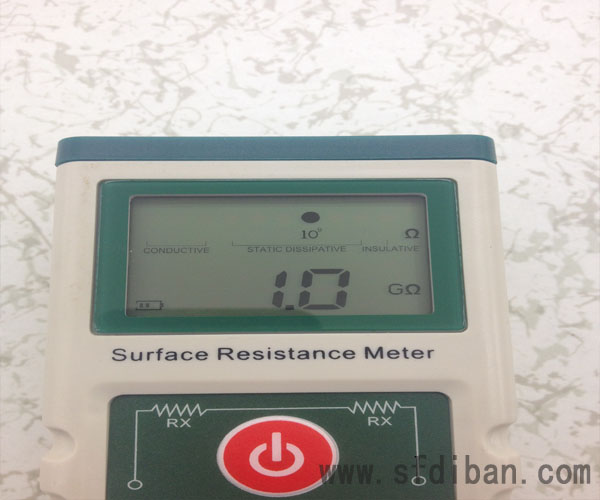 10⁹ Ω
CONDUCTIVE STATIC DISSIPATIVE INSULATIVE
1.0 GΩ
Surface Resistance Meter
RX RX
www.sfdiban.com